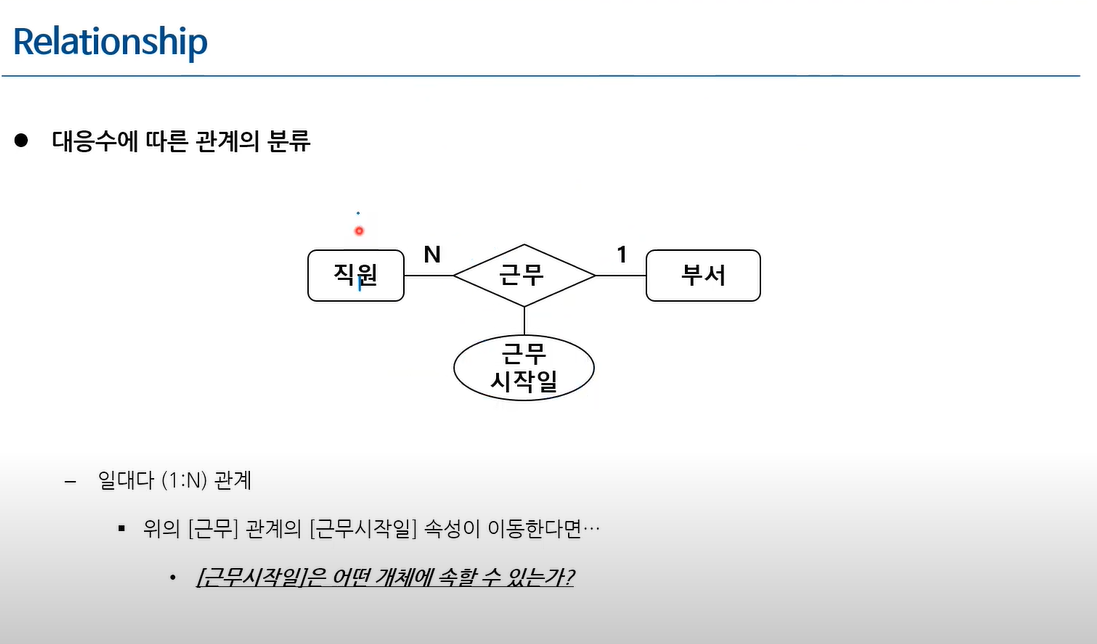 Relationship
● 대응수에 따른 관계의 분류
직원 N 근무 1 부서
근무
시작일
– 일대다 (1:N) 관계
▪ 위의 [근무] 관계의 [근무시작일] 속성이 이동한다면…
• [근무시작일]은 어떤 개체에 속할 수 있는가?